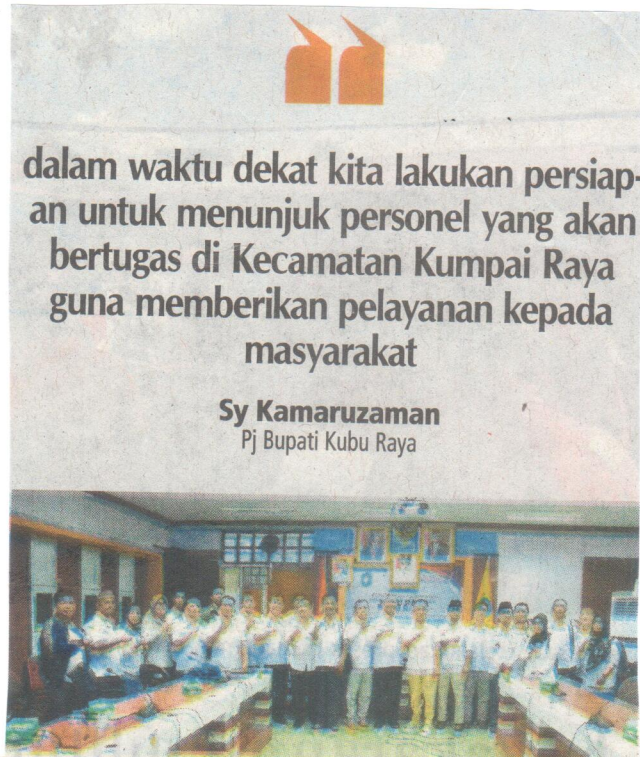 dalam waktu dekat kita lakukan persiap-
an untuk menunjuk personel yang akan
bertugas di Kecamatan Kumpai Raya
guna memberikan pelayanan kepada
masyarakat
Sy Kamaruzaman
Pj Bupati Kubu Raya